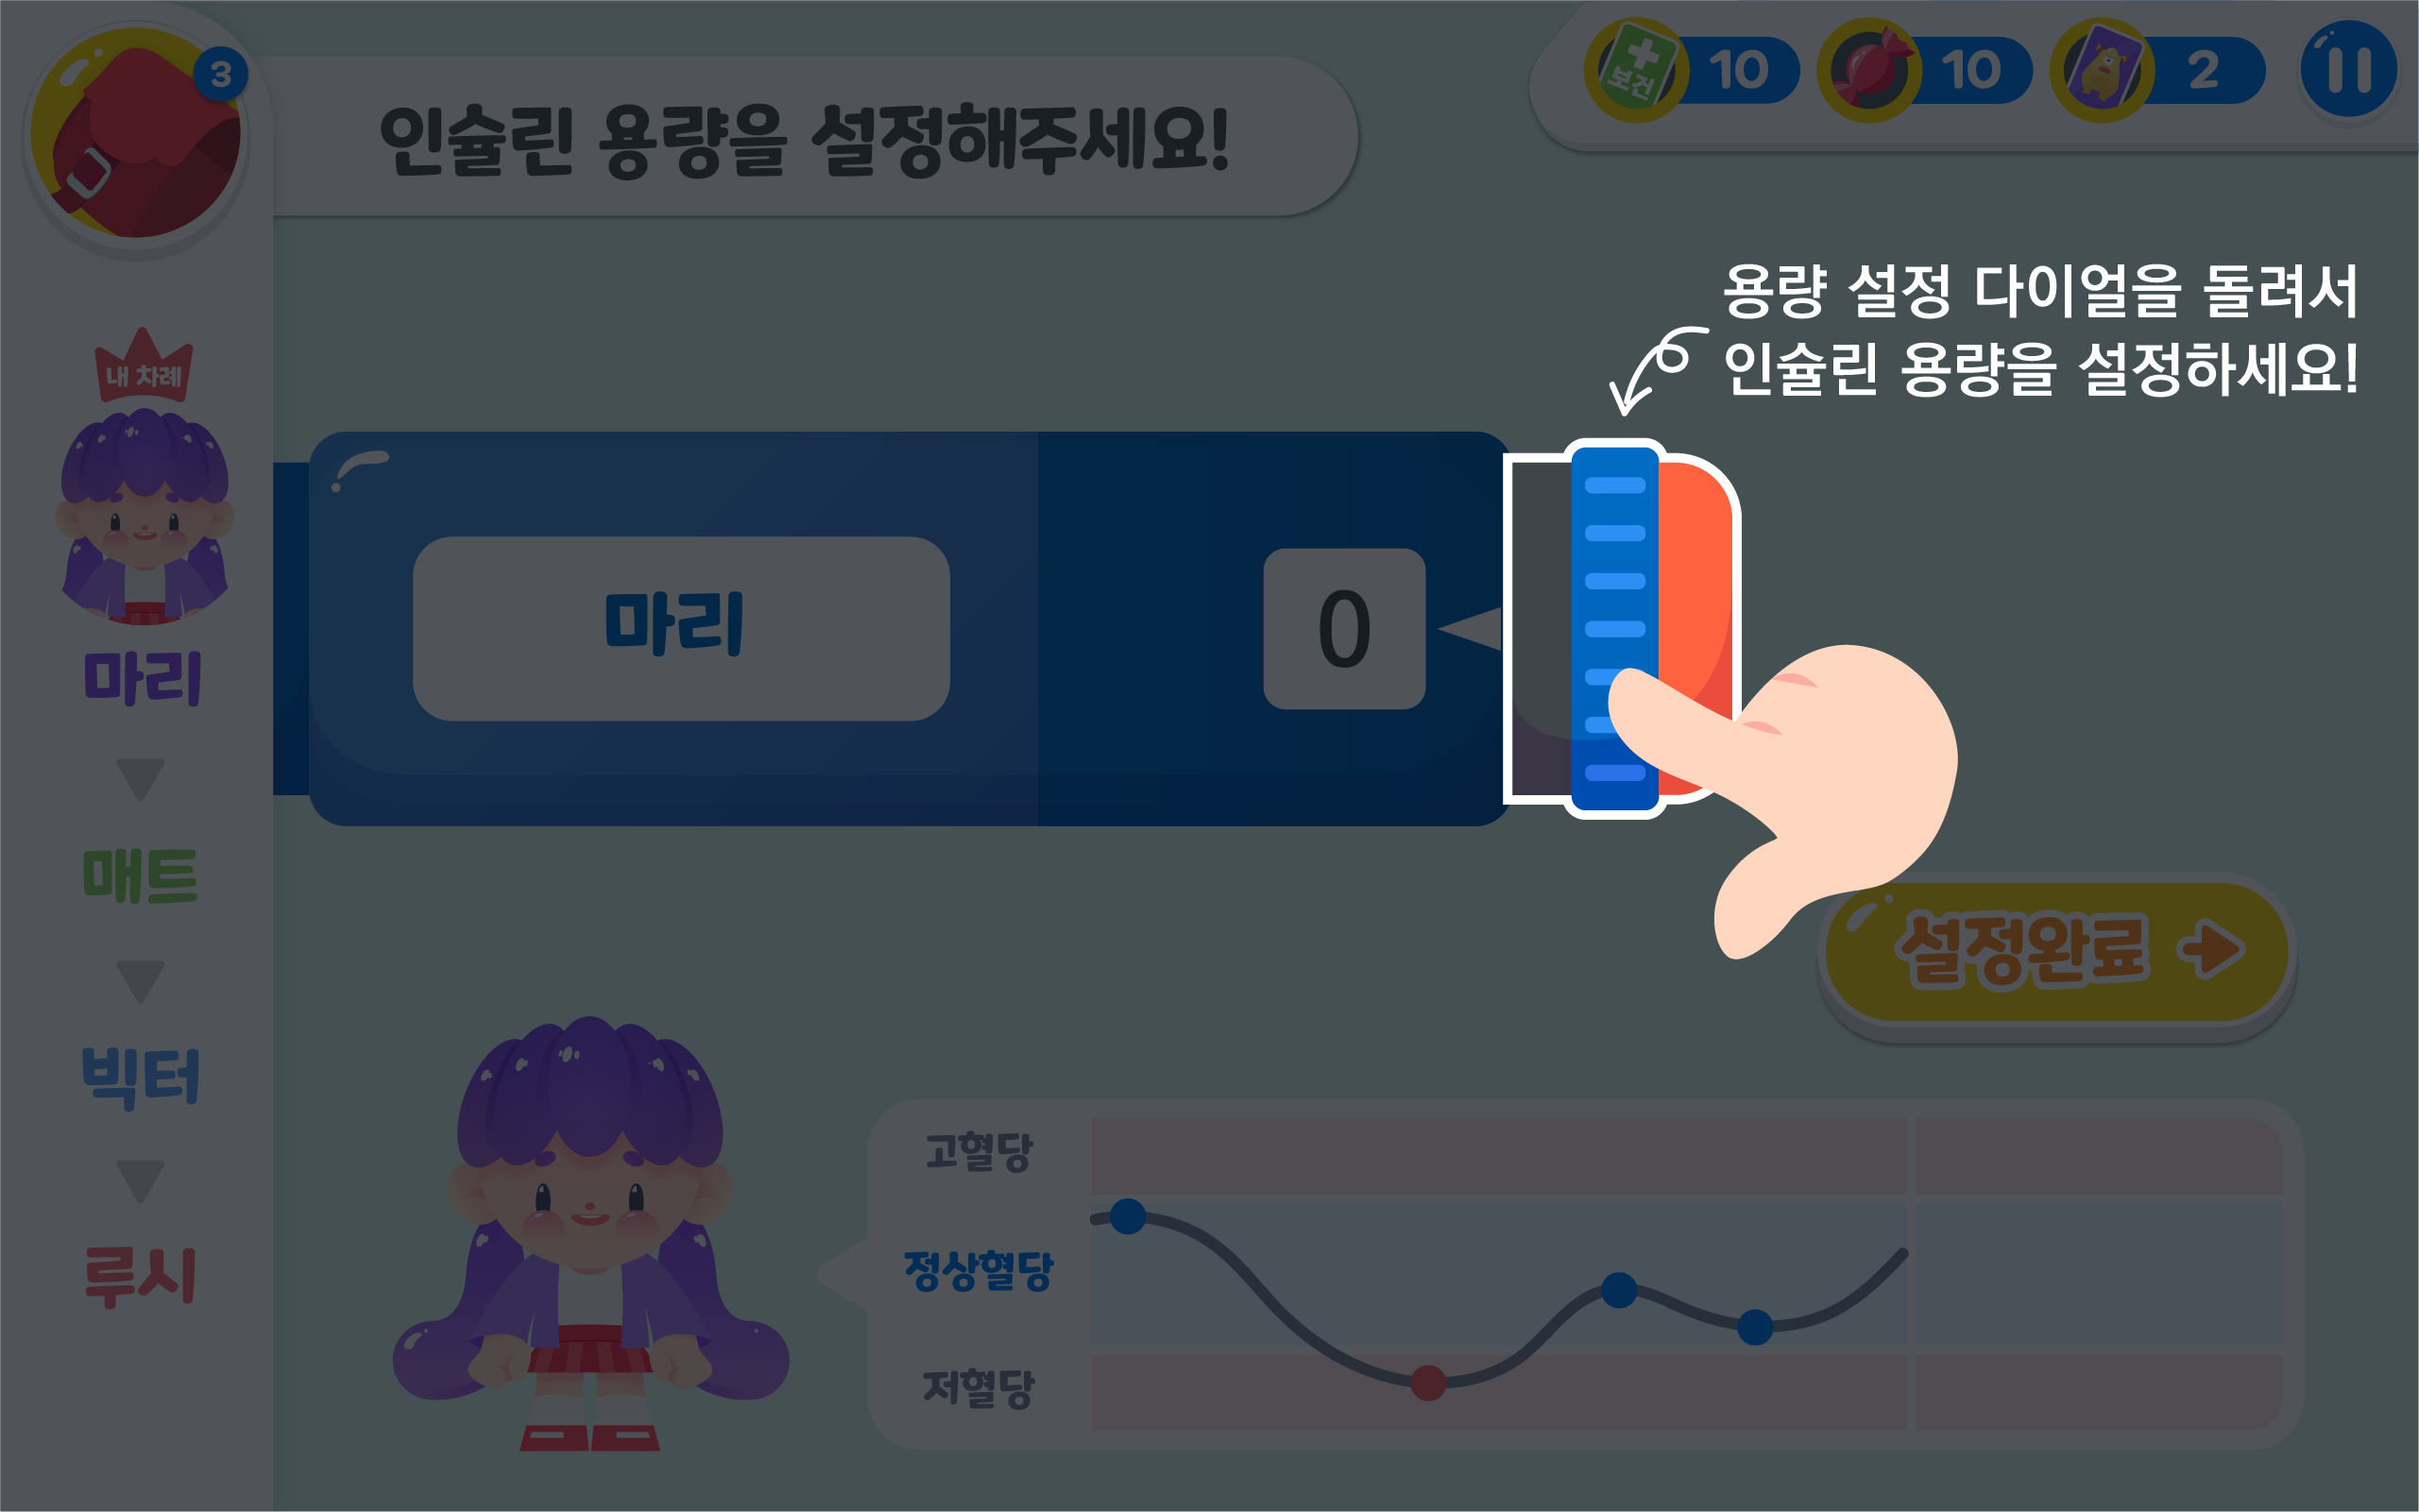 3
인슐린 용량을 설정해주세요!
보건
10
10
2
용량 설정 다이얼을 돌려서
인슐린 용량을 설정하세요!
내 차례
마리
매트
빅터
루시
마리
0
설정완료
고혈당
정상혈당
저혈당